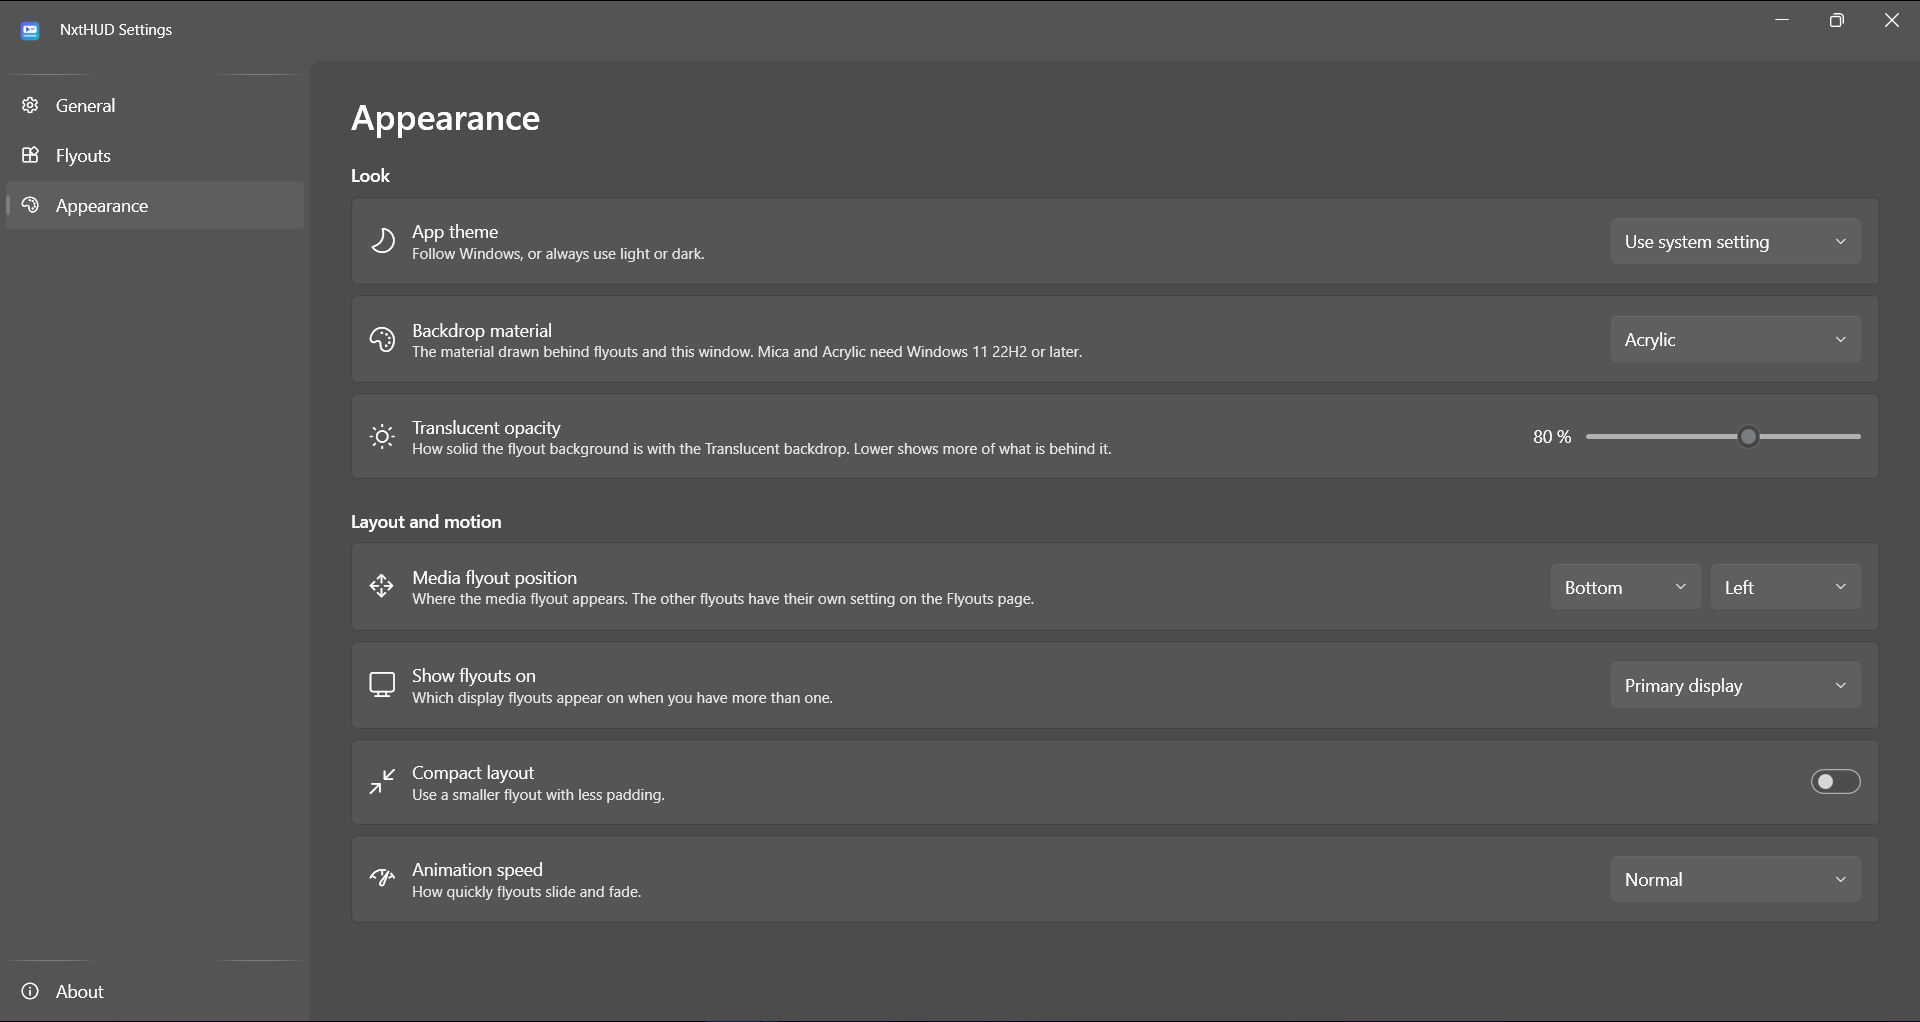 NxtHUD Settings
General
Flyouts
Appearance
About
Appearance
Look
App theme
Follow Windows, or always use light or dark.
Use system setting
Backdrop material
The material drawn behind flyouts and this window. Mica and Acrylic need Windows 11 22H2 or later.
Acrylic
Translucent opacity
How solid the flyout background is with the Translucent backdrop. Lower shows more of what is behind it.
80 %
Layout and motion
Media flyout position
Where the media flyout appears. The other flyouts have their own setting on the Flyouts page.
Bottom
Left
Show flyouts on
Which display flyouts appear on when you have more than one.
Primary display
Compact layout
Use a smaller flyout with less padding.
Animation speed
How quickly flyouts slide and fade.
Normal